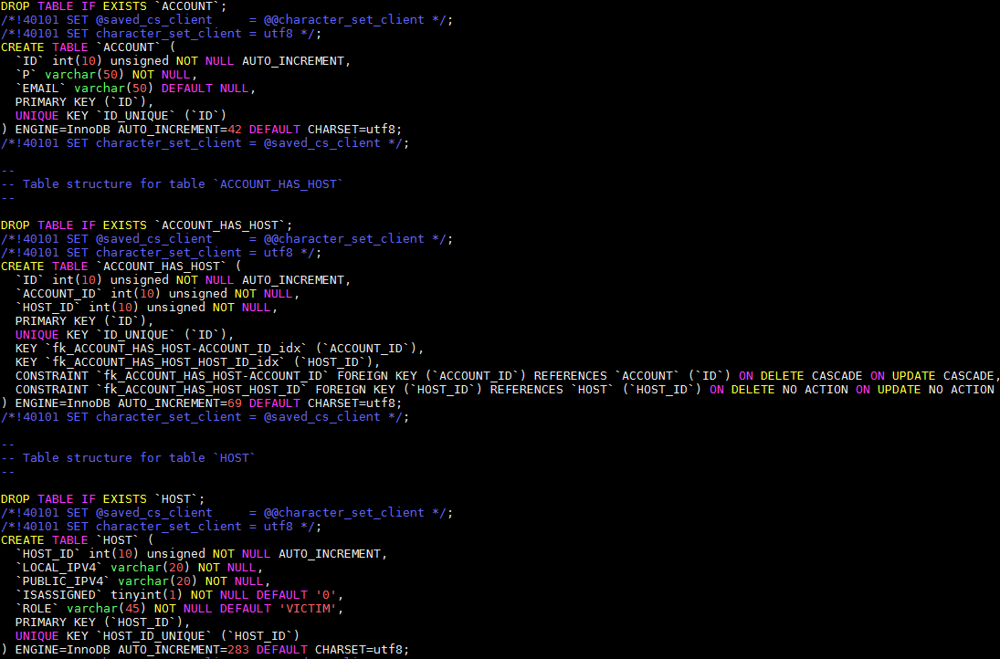 DROP TABLE IF EXISTS `ACCOUNT`;
/*!40101 SET @saved_cs_client     = @@character_set_client */;
/*!40101 SET character_set_client = utf8 */;
CREATE TABLE `ACCOUNT` (
  `ID` int(10) unsigned NOT NULL AUTO_INCREMENT,
  `P` varchar(50) NOT NULL,
  `EMAIL` varchar(50) DEFAULT NULL,
  PRIMARY KEY (`ID`),
  UNIQUE KEY `ID_UNIQUE` (`ID`)
) ENGINE=InnoDB AUTO_INCREMENT=42 DEFAULT CHARSET=utf8;
/*!40101 SET character_set_client = @saved_cs_client */;
--
-- Table structure for table `ACCOUNT_HAS_HOST`
--
DROP TABLE IF EXISTS `ACCOUNT_HAS_HOST`;
/*!40101 SET @saved_cs_client     = @@character_set_client */;
/*!40101 SET character_set_client = utf8 */;
CREATE TABLE `ACCOUNT_HAS_HOST` (
  `ID` int(10) unsigned NOT NULL AUTO_INCREMENT,
  `ACCOUNT_ID` int(10) unsigned NOT NULL,
  `HOST_ID` int(10) unsigned NOT NULL,
  PRIMARY KEY (`ID`),
  UNIQUE KEY `ID_UNIQUE` (`ID`),
  KEY `fk_ACCOUNT_HAS_HOST-ACCOUNT_ID_idx` (`ACCOUNT_ID`),
  KEY `fk_ACCOUNT_HAS_HOST_HOST_ID_idx` (`HOST_ID`),
  CONSTRAINT `fk_ACCOUNT_HAS_HOST-ACCOUNT_ID` FOREIGN KEY (`ACCOUNT_ID`) REFERENCES `ACCOUNT` (`ID`) ON DELETE CASCADE ON UPDATE CASCADE,
  CONSTRAINT `fk_ACCOUNT_HAS_HOST_HOST_ID` FOREIGN KEY (`HOST_ID`) REFERENCES `HOST` (`HOST_ID`) ON DELETE NO ACTION ON UPDATE NO ACTION
) ENGINE=InnoDB AUTO_INCREMENT=69 DEFAULT CHARSET=utf8;
/*!40101 SET character_set_client = @saved_cs_client */;
--
-- Table structure for table `HOST`
--
DROP TABLE IF EXISTS `HOST`;
/*!40101 SET @saved_cs_client     = @@character_set_client */;
/*!40101 SET character_set_client = utf8 */;
CREATE TABLE `HOST` (
  `HOST_ID` int(10) unsigned NOT NULL AUTO_INCREMENT,
  `LOCAL_IPV4` varchar(20) NOT NULL,
  `PUBLIC_IPV4` varchar(20) NOT NULL,
  `ISASSIGNED` tinyint(1) NOT NULL DEFAULT '0',
  `ROLE` varchar(45) NOT NULL DEFAULT 'VICTIM',
  PRIMARY KEY (`HOST_ID`),
  UNIQUE KEY `HOST_ID_UNIQUE` (`HOST_ID`)
) ENGINE=InnoDB AUTO_INCREMENT=283 DEFAULT CHARSET=utf8;